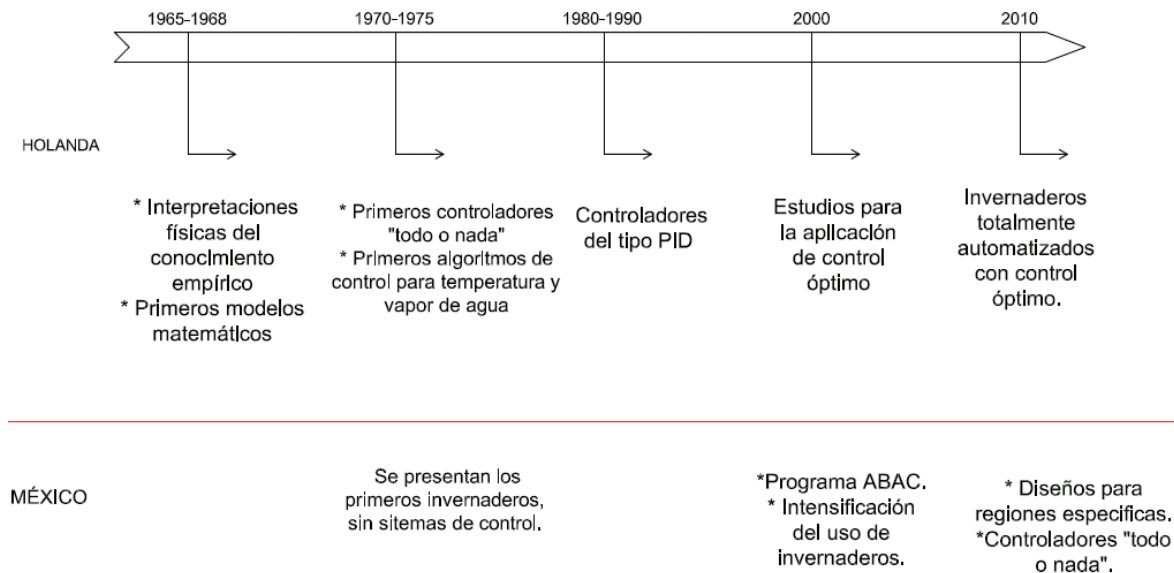 1965-1968
1970-1975
1980-1990
2000
2010
HOLANDA
* Interpretaciones
físicas del
conocimiento
empírico
* Primeros modelos
matemáticos
* Primeros controladores
"todo o nada"
* Primeros algoritmos de
control para temperatura y
vapor de agua
Controladores
del tipo PID
Estudios para
la aplicación
de control
óptimo
Invernaderos
totalmente
automatizados
con control
óptimo.
MÉXICO
Se presentan los
primeros invernaderos,
sin sitemas de control.
*Programa ABAC.
* Intensificación
del uso de
invernaderos.
* Diseños para
regiones especificas.
*Controladores "todo
o nada".